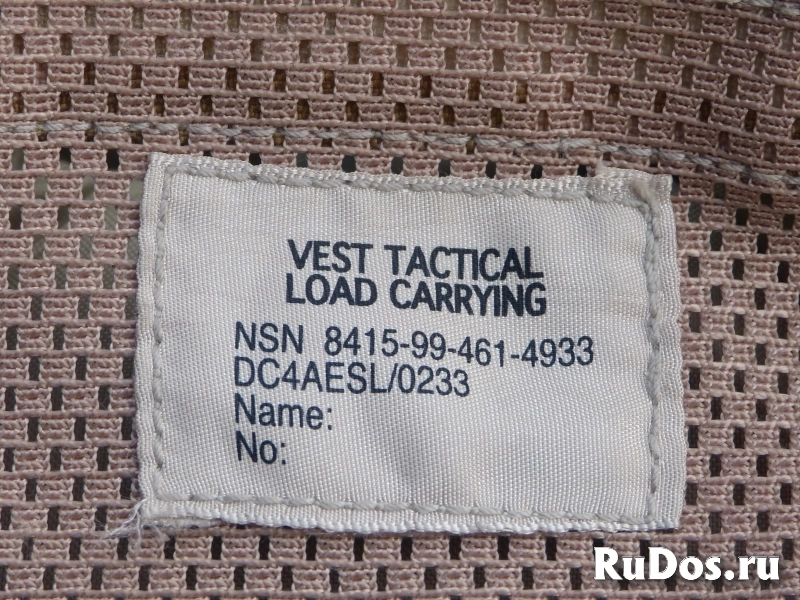 VEST TACTICAL
LOAD CARRYING
NSN 8415-99-461-4933
DC4AESL/0233
Name:
No:
RuDos.ru